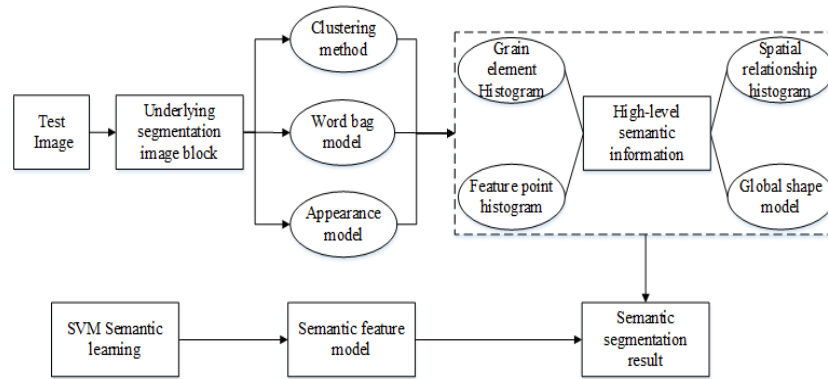 Clustering
method
Grain
element
Histogram
Spatial
relationship
histogram
Test
Image
Underlying
segmentation
image block
Word bag
model
High-level
semantic
information
Feature point
histogram
Global shape
model
Appearance
model
SVM Semantic
learning
Semantic feature
model
Semantic
segmentation
result